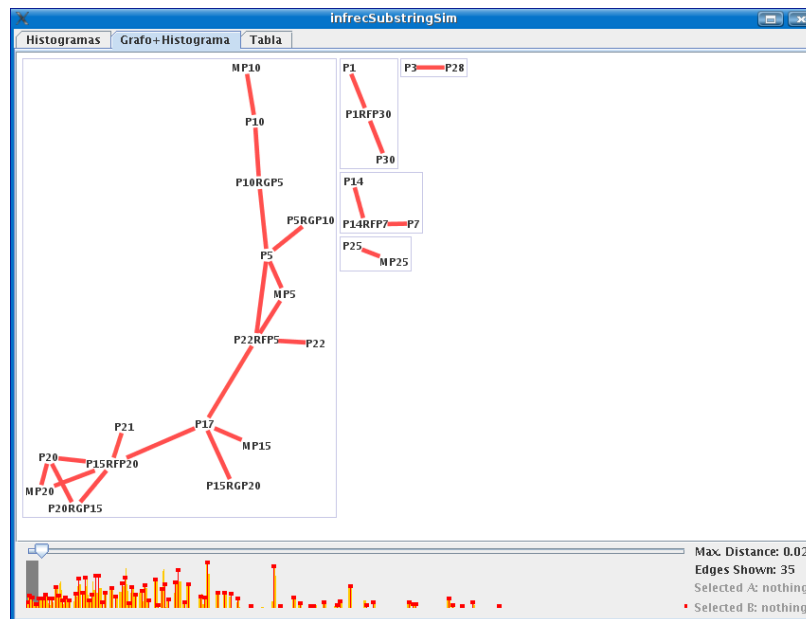 infrecSubstringSim
Histogramas Grafo+Histograma Tabla
MP10 P1 P3 P28
P10 P1RFP30
P30
P10RGP5 P14
P5RGP10 P14RFP7 P7
P5 P25
MP25
MP5
P22RFP5 P22
P17
P21
MP15
P20 P15RFP20
P15RGP20
MP20
P20RGP15
Max. Distance: 0.02
Edges Shown: 35
Selected A: nothing
Selected B: nothing